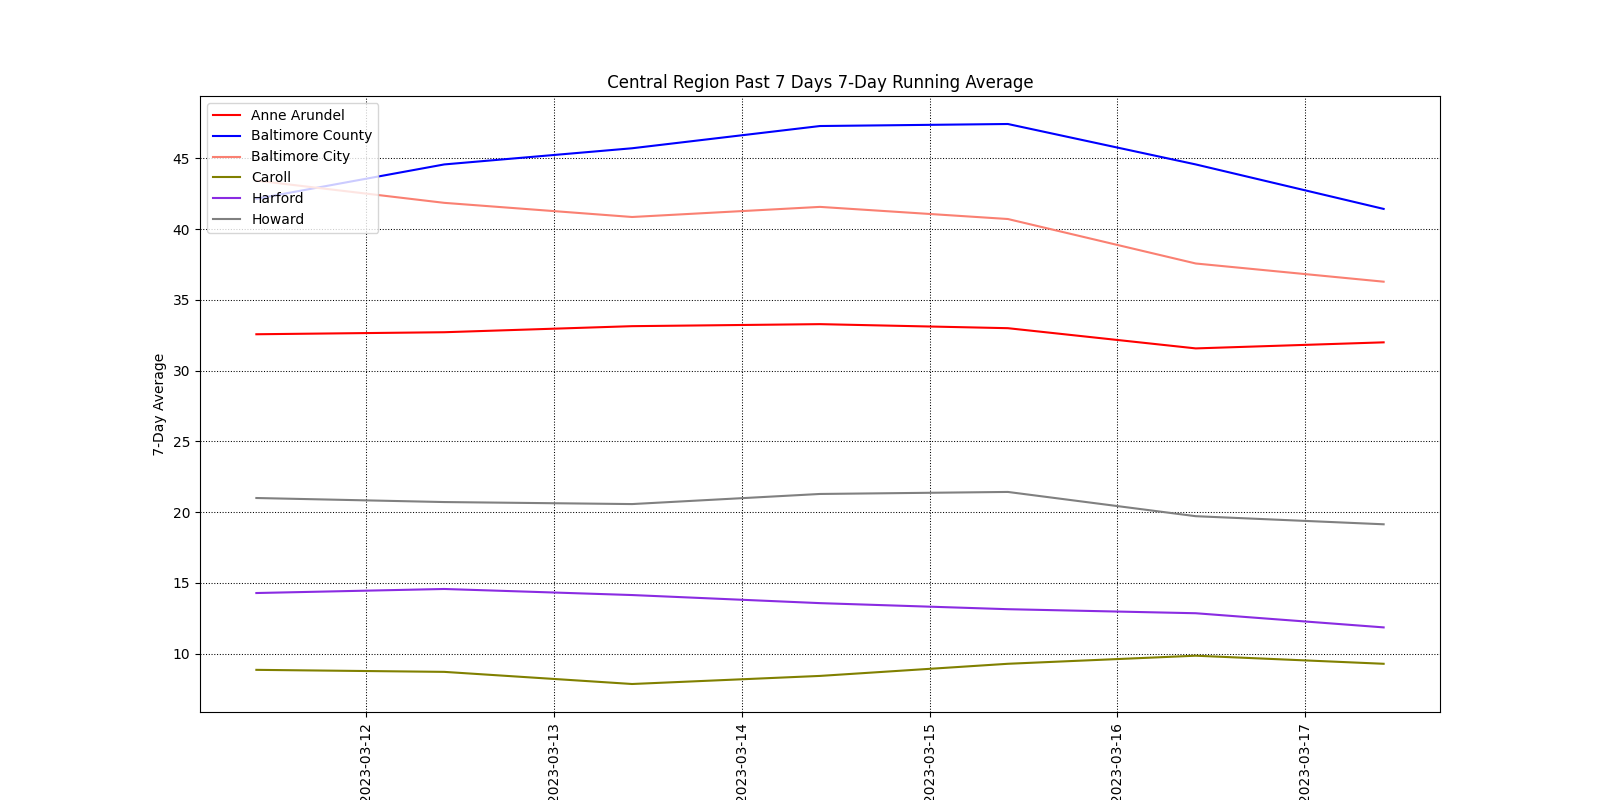 Central Region Past 7 Days 7-Day Running Average
Anne Arundel
Baltimore County
Baltimore City
Caroll
Harford
Howard
7-Day Average
45
40
35
30
25
20
15
10
2023-03-12
2023-03-13
2023-03-14
2023-03-15
2023-03-16
2023-03-17